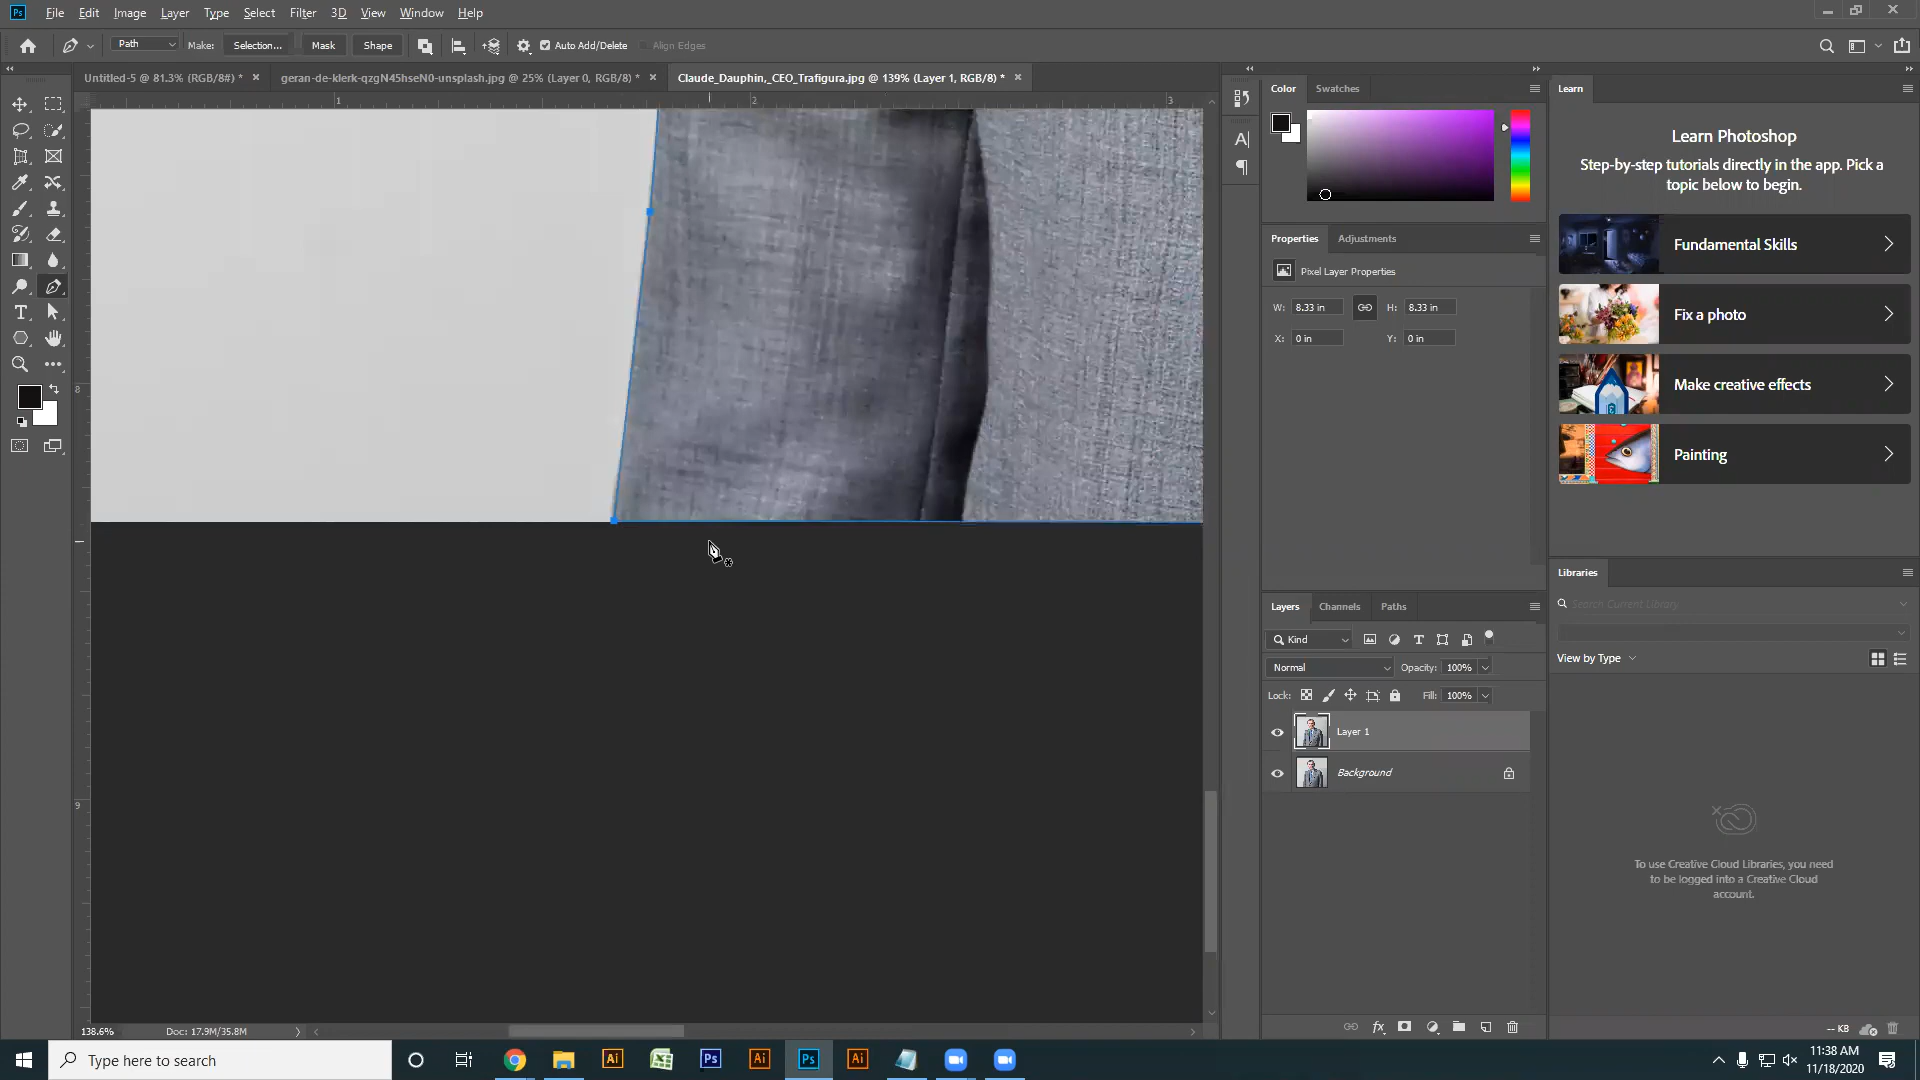 File Edit Image Layer Type Select Filter 3D View Window Help
Path Make: Selection... Mask Shape Auto Add/Delete Align Edges
Untitled-5 @ 81.3% (RGB/8#) * geran-de-klerk-qzgN45hseN0-unsplash.jpg @ 25% (Layer 0, RGB/8) * Claude_Dauphin,_CEO_Trafigura.jpg @ 139% (Layer 1, RGB/8) *
1 2 3
8
9
Color Swatches
Properties Adjustments
Pixel Layer Properties
W: 8.33 in H: 8.33 in
X: 0 in Y: 0 in
Layers Channels Paths
Kind
Normal Opacity: 100%
Lock: Fill: 100%
Layer 1
Background
Learn
Learn Photoshop
Step-by-step tutorials directly in the app. Pick a
topic below to begin.
Fundamental Skills
Fix a photo
Make creative effects
Painting
Libraries
Search Current Library
View by Type
To use Creative Cloud Libraries, you need
to be logged into a Creative Cloud
account.
-- KB
138.6% Doc: 17.9M/35.8M
Type here to search
11:38 AM
11/18/2020